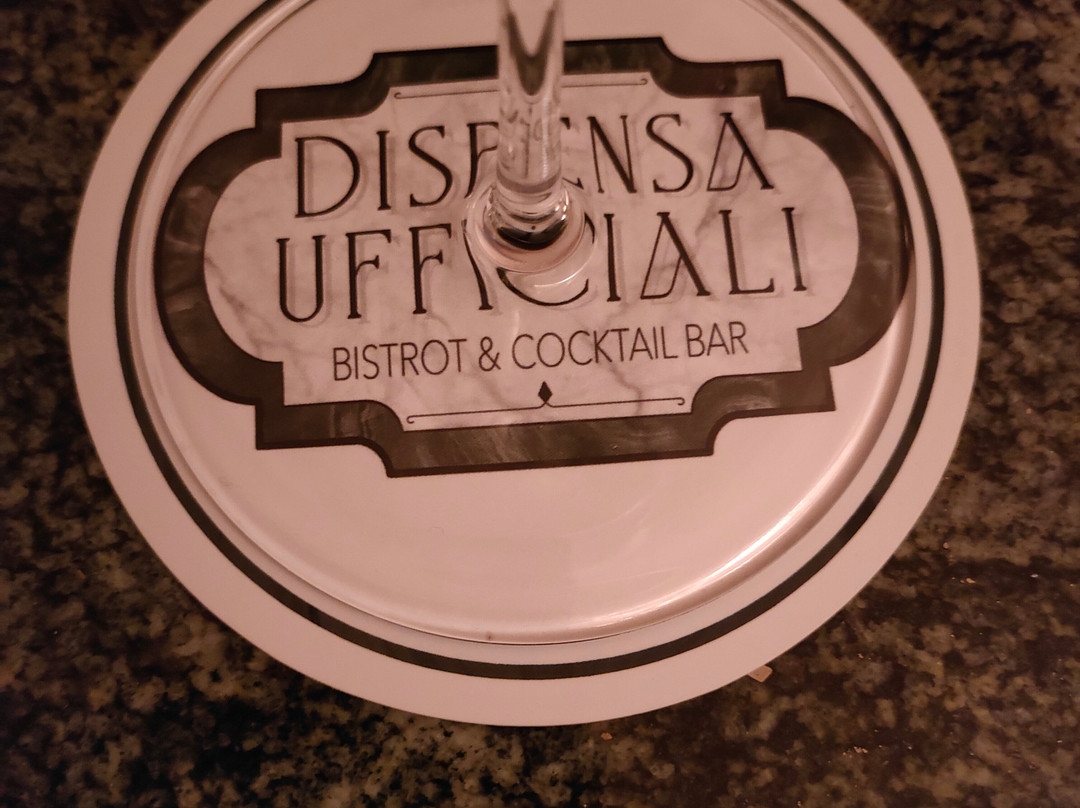 DISPENSA
UFFICIALI
BISTROT & COCKTAIL BAR